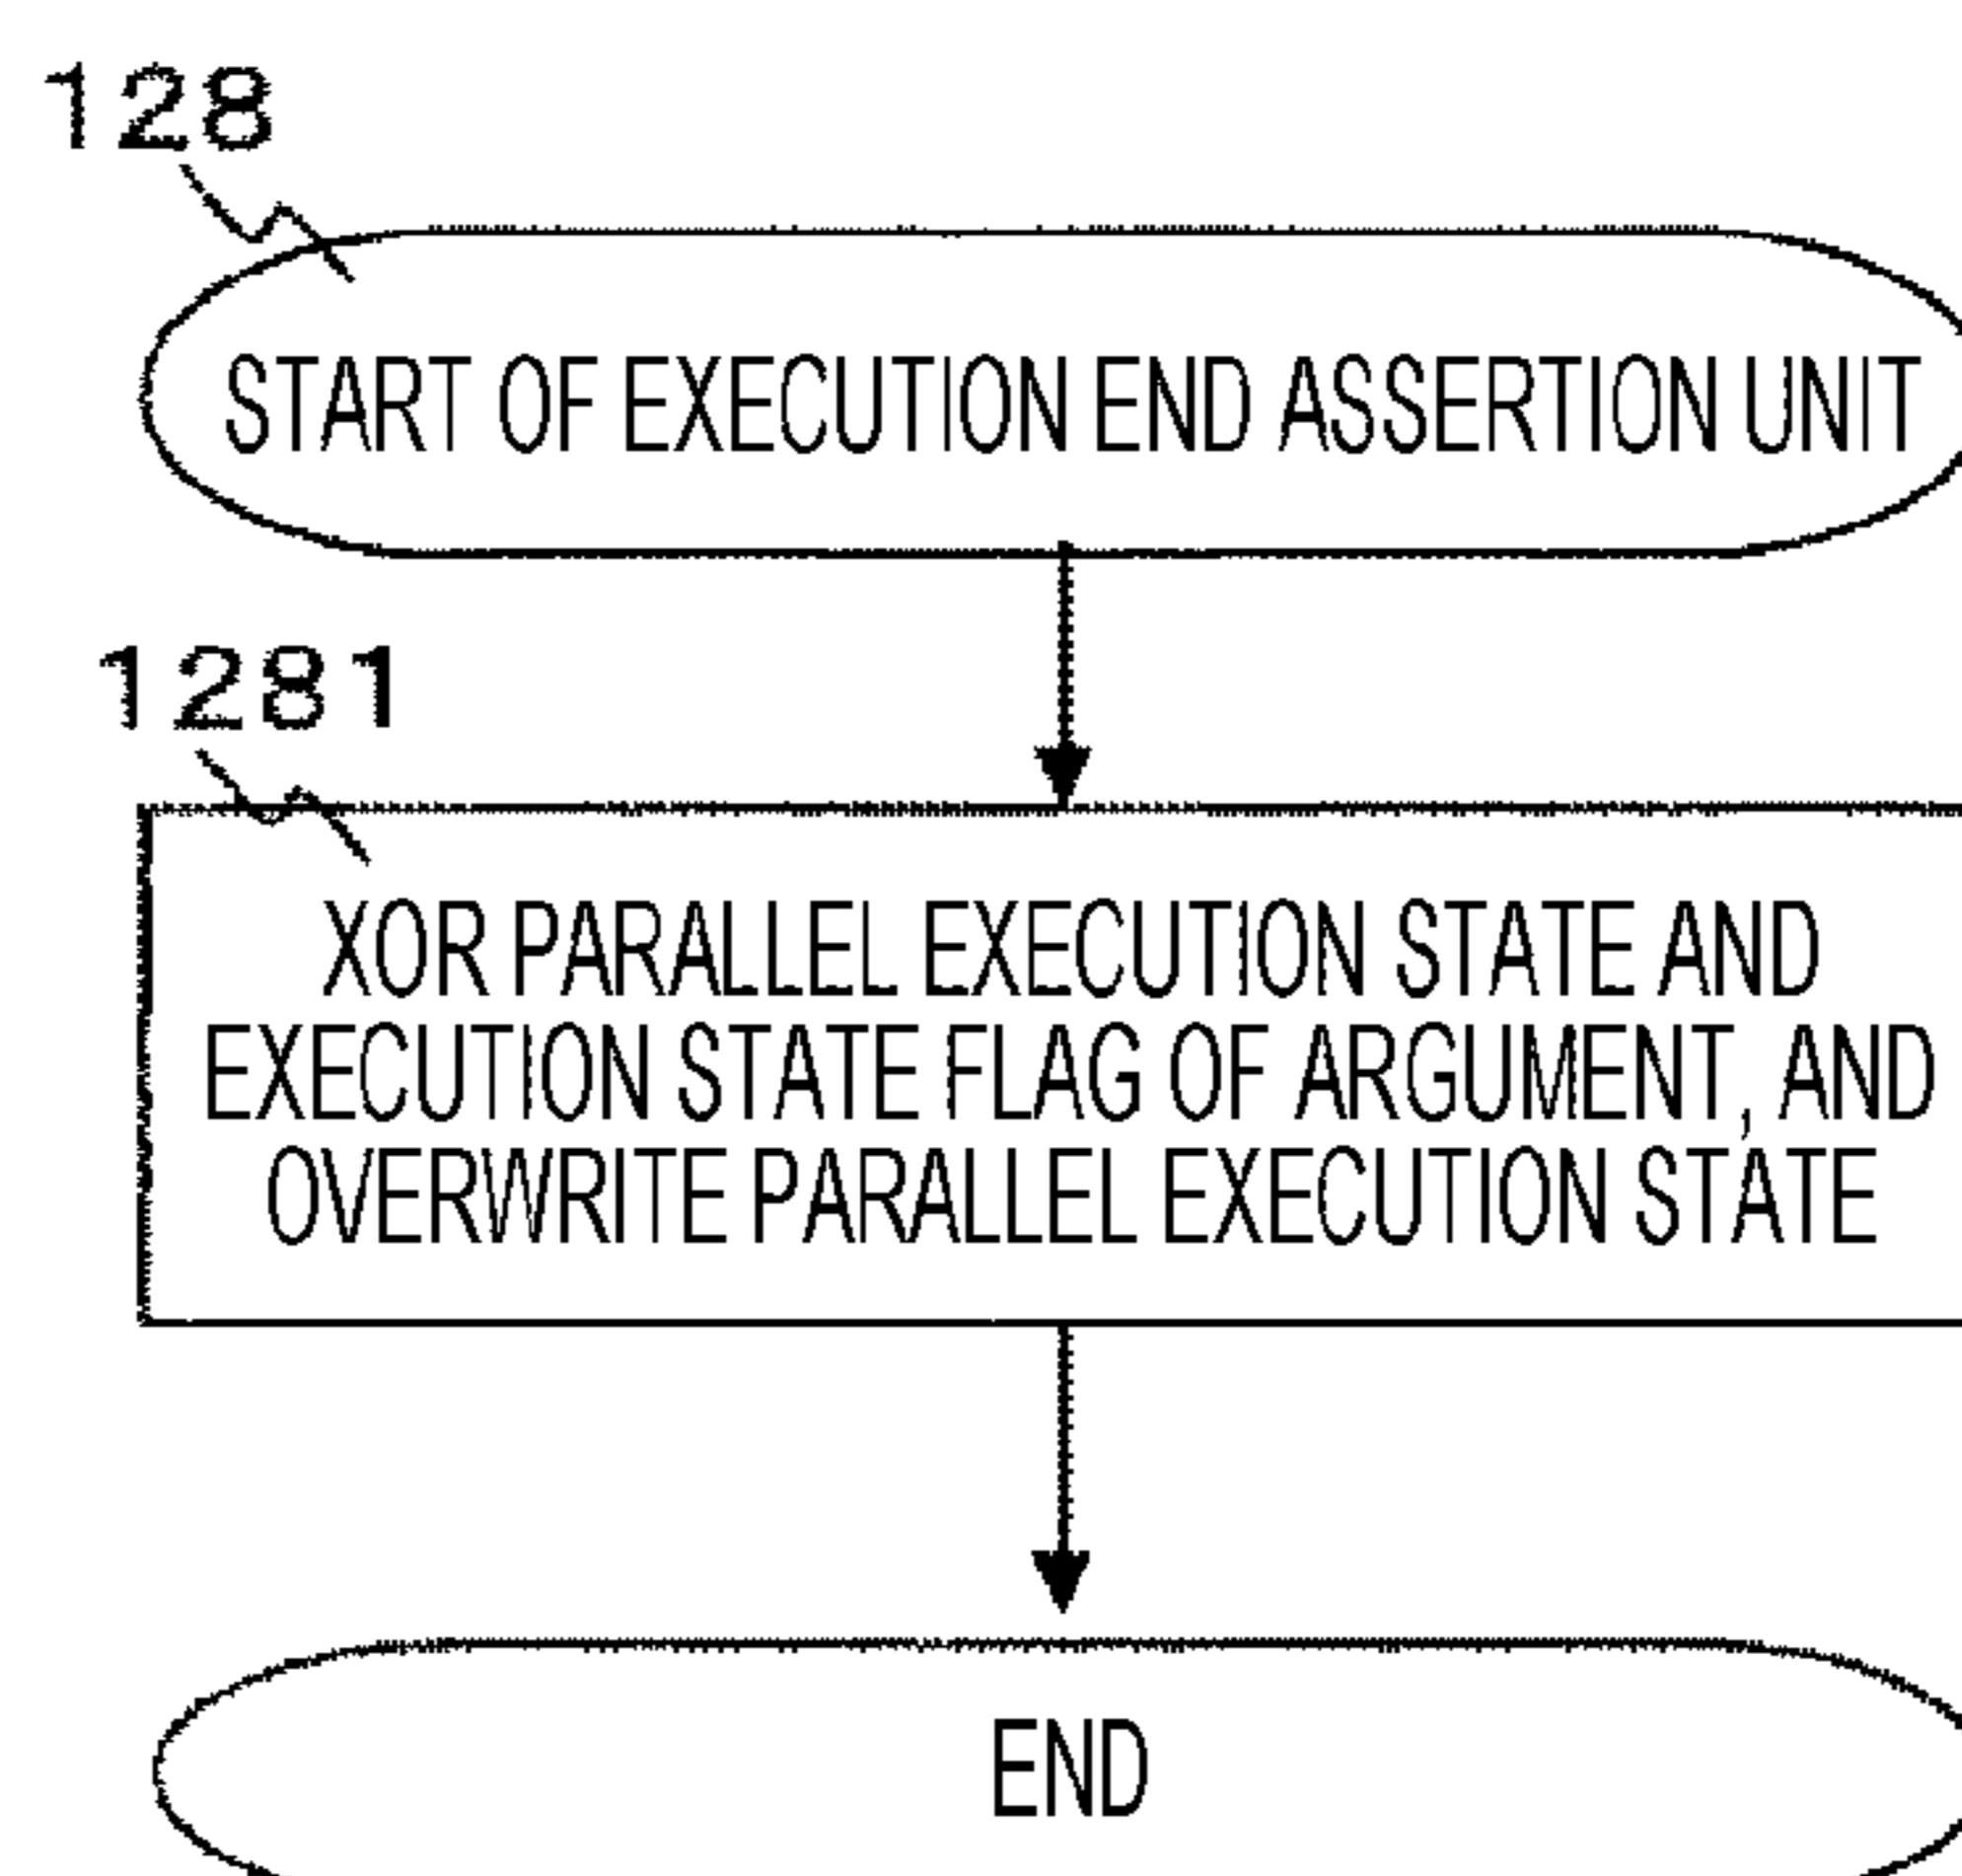 128
START OF EXECUTION END ASSERTION UNIT
1281
XOR PARALLEL EXECUTION STATE AND
EXECUTION STATE FLAG OF ARGUMENT, AND
OVERWRITE PARALLEL EXECUTION STATE
END